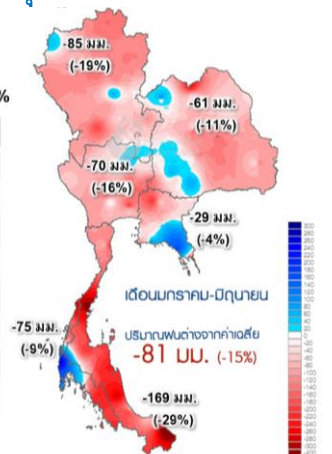 -85 มม.
(-19%)
%
-61 มม.
(-11%)
-70 มม.
(-16%)
-29 มม.
(-4%)
เดือนมกราคม-มิถุนายน
ปริมาณฝนต่างจากค่าเฉลี่ย
-81 มม. (-15%)
-75 มม.
(-9%)
-169 มม.
(-29%)